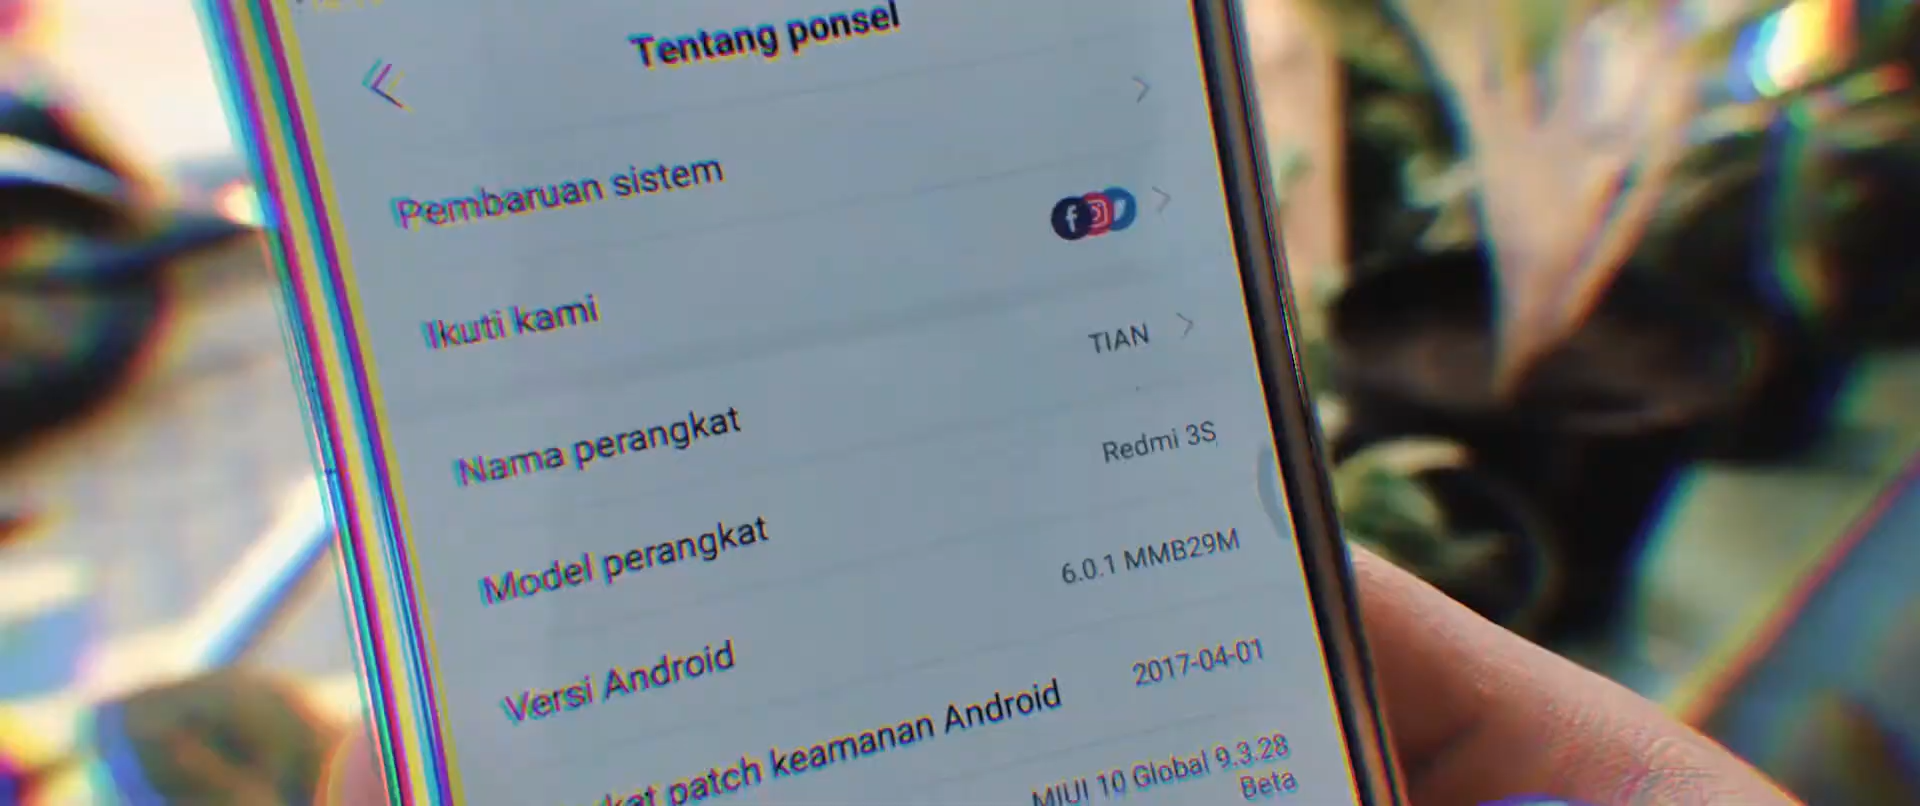 Tentang ponsel
Pembaruan sistem
Ikuti kami
Nama perangkat
TIAN
Model perangkat
Redmi 3S
Versi Android
6.0.1 MMB29M
patch keamanan Android
2017-04-01
MIUI 10 Global 9.3.28
Beta